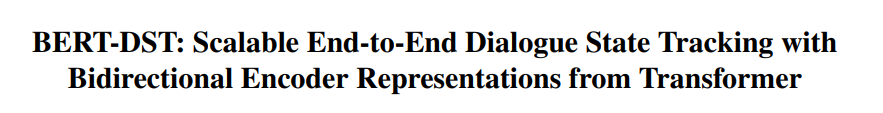 BERT-DST: Scalable End-to-End Dialogue State Tracking with
Bidirectional Encoder Representations from Transformer